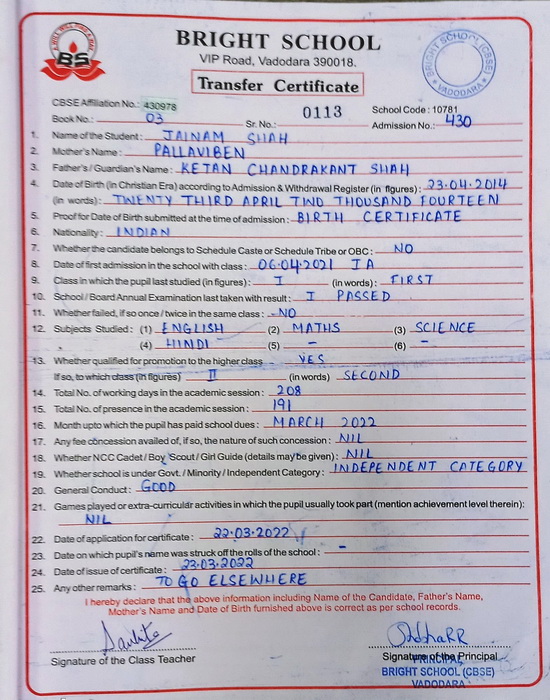 BS
BRIGHT SCHOOL
VIP Road, Vadodara 390018.
Transfer Certificate
BRIGHT SCHOOL (CBSE) VADODARA
CBSE Affiliation No.: 430978
Book No.: 03 Sr. No.: 0113 School Code : 10781
Admission No.: 430
1. Name of the Student : JAINAM SHAH
2. Mother's Name : PALLAVIBEN
3. Father's / Guardian's Name : KETAN CHANDRAKANT SHAH
4. Date of Birth (in Christian Era) according to Admission & Withdrawal Register (in figures) : 23.04.2014
(in words) : TWENTY THIRD APRIL TWO THOUSAND FOURTEEN
5. Proof for Date of Birth submitted at the time of admission : BIRTH CERTIFICATE
6. Nationality : INDIAN
7. Whether the candidate belongs to Schedule Caste or Schedule Tribe or OBC : NO
8. Date of first admission in the school with class : 06.04.2021 I A
9. Class in which the pupil last studied (in figures) : I (in words) : FIRST
10. School / Board Annual Examination last taken with result : I PASSED
11. Whether failed, if so once / twice in the same class : - NO
12. Subjects Studied : (1) ENGLISH (2) MATHS (3) SCIENCE
(4) HINDI (5) - (6) -
13. Whether qualified for promotion to the higher class YES
If so, to which class (in figures) II (in words) SECOND
14. Total No. of working days in the academic session : 208
15. Total No. of presence in the academic session : 191
16. Month upto which the pupil has paid school dues : MARCH 2022
17. Any fee concession availed of, if so, the nature of such concession : NIL
18. Whether NCC Cadet / Boy Scout / Girl Guide (details may be given) : NIL
19. Whether school is under Govt. / Minority / Independent Category : INDEPENDENT CATEGORY
20. General Conduct : GOOD
21. Games played or extra-curricular activities in which the pupil usually took part (mention achievement level therein) :
NIL
22. Date of application for certificate : 22.03.2022
23. Date on which pupil's name was struck off the rolls of the school : -
24. Date of issue of certificate : 23.03.2022
25. Any other remarks : TO GO ELSEWHERE
I hereby declare that the above information including Name of the Candidate, Father's Name,
Mother's Name and Date of Birth furnished above is correct as per school records.
Signature of the Class Teacher Signature of the Principal
PRINCIPAL
BRIGHT SCHOOL (CBSE)
VADODARA